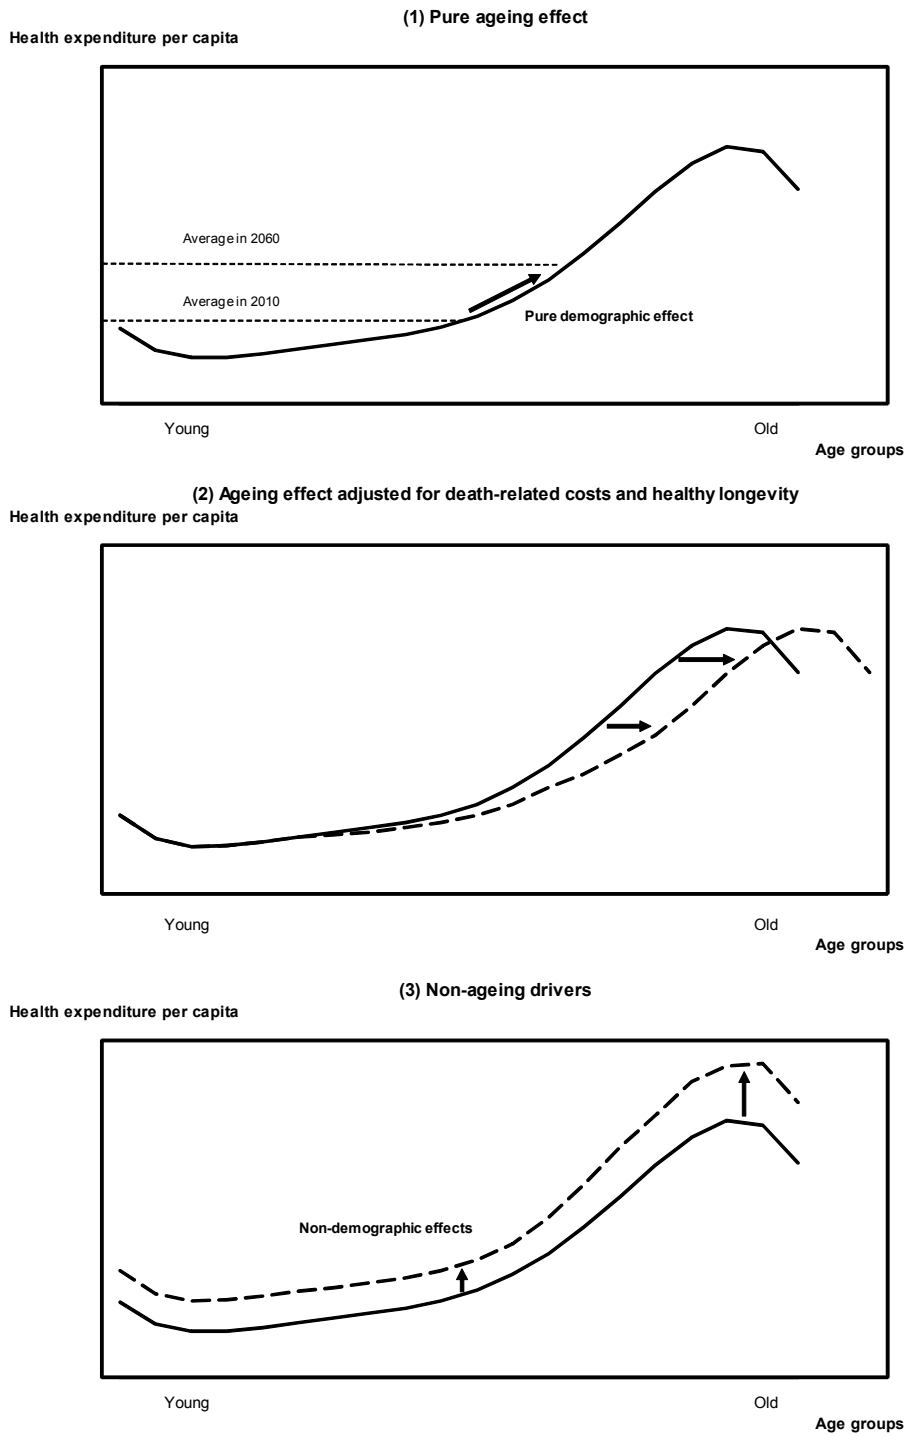 (1) Pure ageing effect
Health expenditure per capita
Average in 2060
Average in 2010
Pure demographic effect
Young
Old
Age groups
(2) Ageing effect adjusted for death-related costs and healthy longevity
Health expenditure per capita
Young
Old
Age groups
(3) Non-ageing drivers
Health expenditure per capita
Non-demographic effects
Young
Old
Age groups